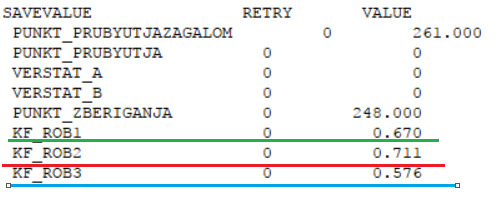 SAVEVALUE RETRY VALUE
PUNKT_PRUBYUTJAZAGALOM 0 261.000
PUNKT_PRUBYUTJA 0 0
VERSTAT_A 0 0
VERSTAT_B 0 0
PUNKT_ZBERIGANJA 0 248.000
KF_ROB1 0 0.670
KF_ROB2 0 0.711
KF_ROB3 0 0.576